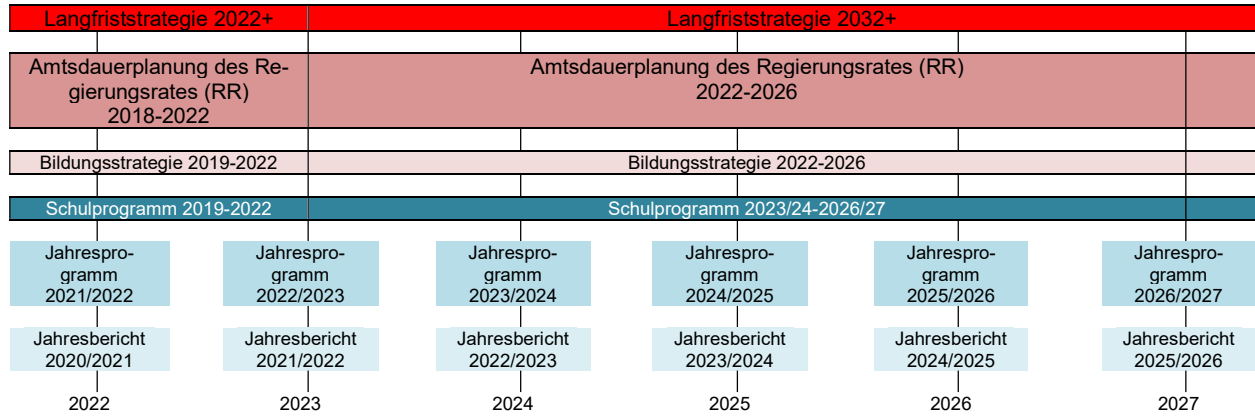 Langfriststrategie 2022+
Langfriststrategie 2032+
Amtsdauerplanung des Re-
gierungsrates (RR)
2018-2022
Amtsdauerplanung des Regierungsrates (RR)
2022-2026
Bildungsstrategie 2019-2022
Bildungsstrategie 2022-2026
Schulprogramm 2019-2022
Schulprogramm 2023/24-2026/27
Jahrespro-
gramm
2021/2022
Jahrespro-
gramm
2022/2023
Jahrespro-
gramm
2023/2024
Jahrespro-
gramm
2024/2025
Jahrespro-
gramm
2025/2026
Jahrespro-
gramm
2026/2027
Jahresbericht
2020/2021
Jahresbericht
2021/2022
Jahresbericht
2022/2023
Jahresbericht
2023/2024
Jahresbericht
2024/2025
Jahresbericht
2025/2026
2022
2023
2024
2025
2026
2027